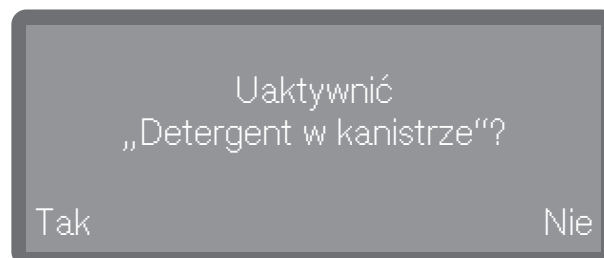 Uaktywnić
„Detergent w kanistrze“?
Tak Nie